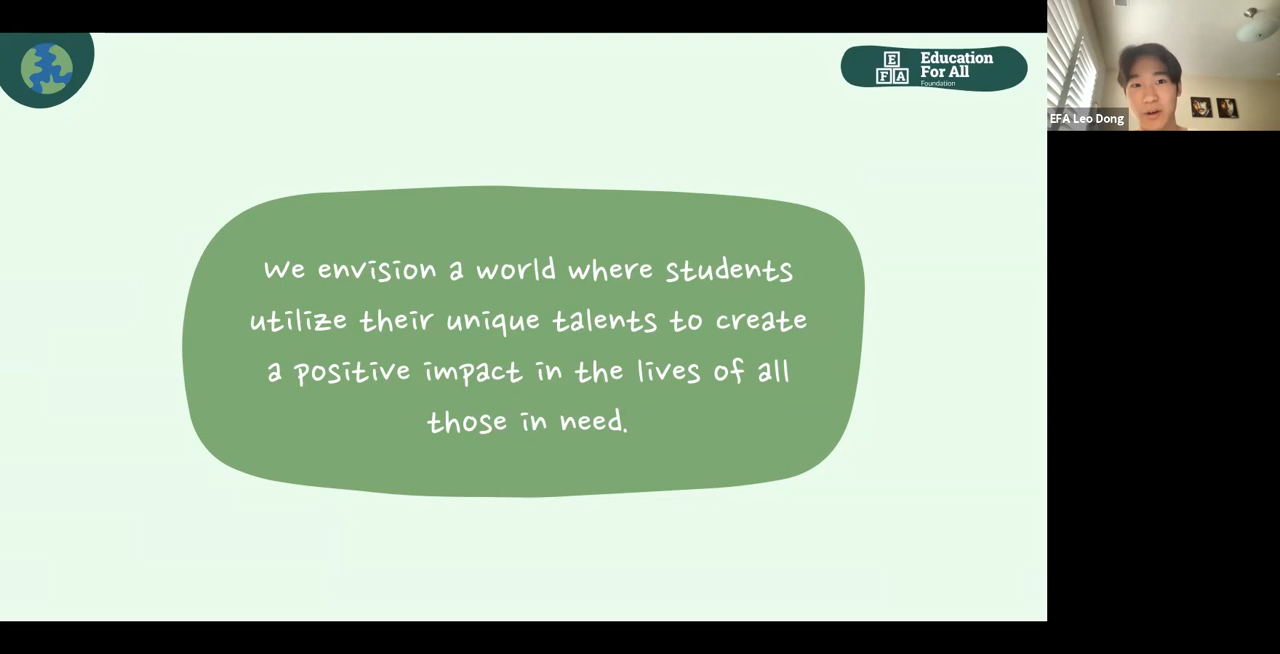 E
F A
Education
For All
Foundation
We envision a world where students
utilize their unique talents to create
a positive impact in the lives of all
those in need.
EFA Leo Dong